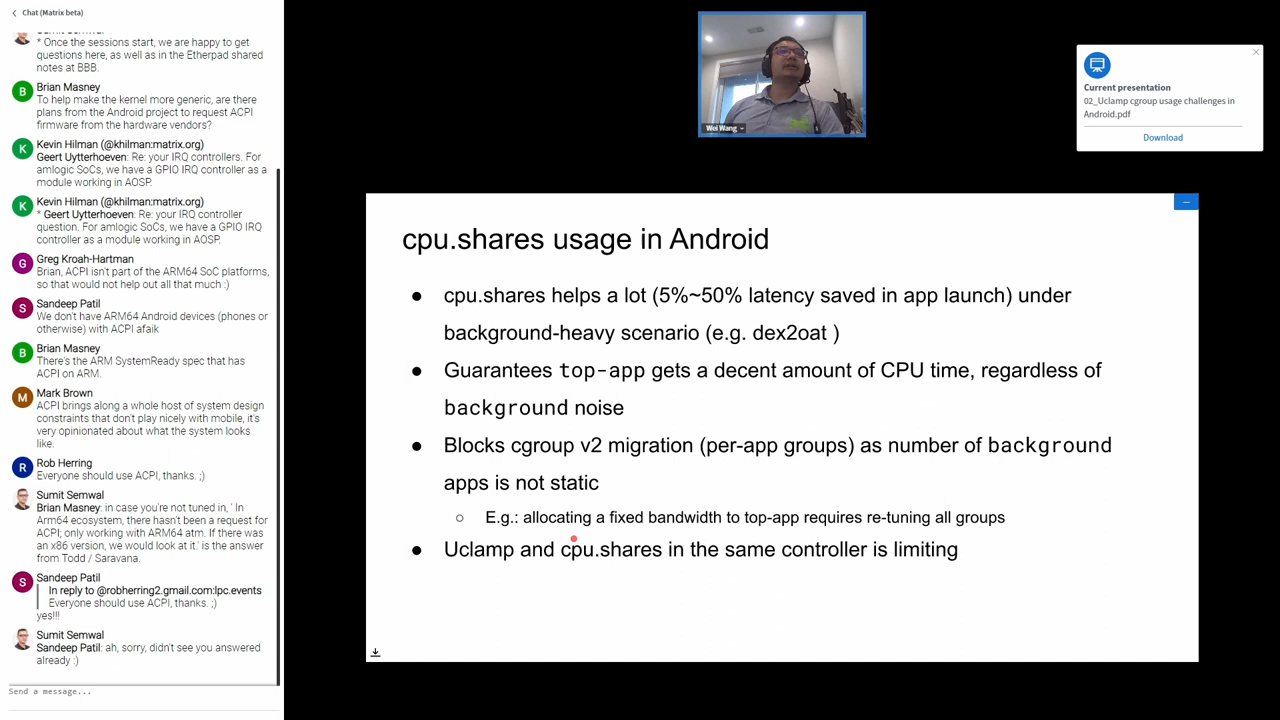 Chat (Matrix beta)
Sumit Semwal
* Once the sessions start, we are happy to get
questions here, as well as in the Etherpad shared
notes at BBB.
B
Brian Masney
To help make the kernel more generic, are there
plans from the Android project to request ACPI
firmware from the hardware vendors?
K
Kevin Hilman (@khilman:matrix.org)
Geert Uytterhoeven: Re: your IRQ controllers. For
amlogic SoCs, we have a GPIO IRQ controller as a
module working in AOSP.
K
Kevin Hilman (@khilman:matrix.org)
* Geert Uytterhoeven: Re: your IRQ controller
question. For amlogic SoCs, we have a GPIO IRQ
controller as a module working in AOSP.
G
Greg Kroah-Hartman
Brian, ACPI isn't part of the ARM64 SoC platforms,
so that would not help out all that much :)
S
Sandeep Patil
We don't have ARM64 Android devices (phones or
otherwise) with ACPI afaik
B
Brian Masney
There's the ARM SystemReady spec that has
ACPI on ARM.
M
Mark Brown
ACPI brings along a whole host of system design
constraints that don't play nicely with mobile, it's
very opinionated about what the system looks
like.
R
Rob Herring
Everyone should use ACPI, thanks. ;)
Sumit Semwal
Brian Masney: in case you're not tuned in, ' In
Arm64 ecosystem, there hasn't been a request for
ACPI; only working with ARM64 atm. If there was
an x86 version, we would look at it.' is the answer
from Todd / Saravana.
S
Sandeep Patil
In reply to @robherring2.gmail.com:lpc.events
Everyone should use ACPI, thanks. ;)
yes!!!
Sumit Semwal
Sandeep Patil: ah, sorry, didn't see you answered
already :)
Send a message...
Wei Wang
Current presentation
02_Uclamp cgroup usage challenges in
Android.pdf
Download
cpu.shares usage in Android
● cpu.shares helps a lot (5%~50% latency saved in app launch) under
background-heavy scenario (e.g. dex2oat )
● Guarantees top-app gets a decent amount of CPU time, regardless of
background noise
● Blocks cgroup v2 migration (per-app groups) as number of background
apps is not static
○ E.g.: allocating a fixed bandwidth to top-app requires re-tuning all groups
● Uclamp and cpu.shares in the same controller is limiting